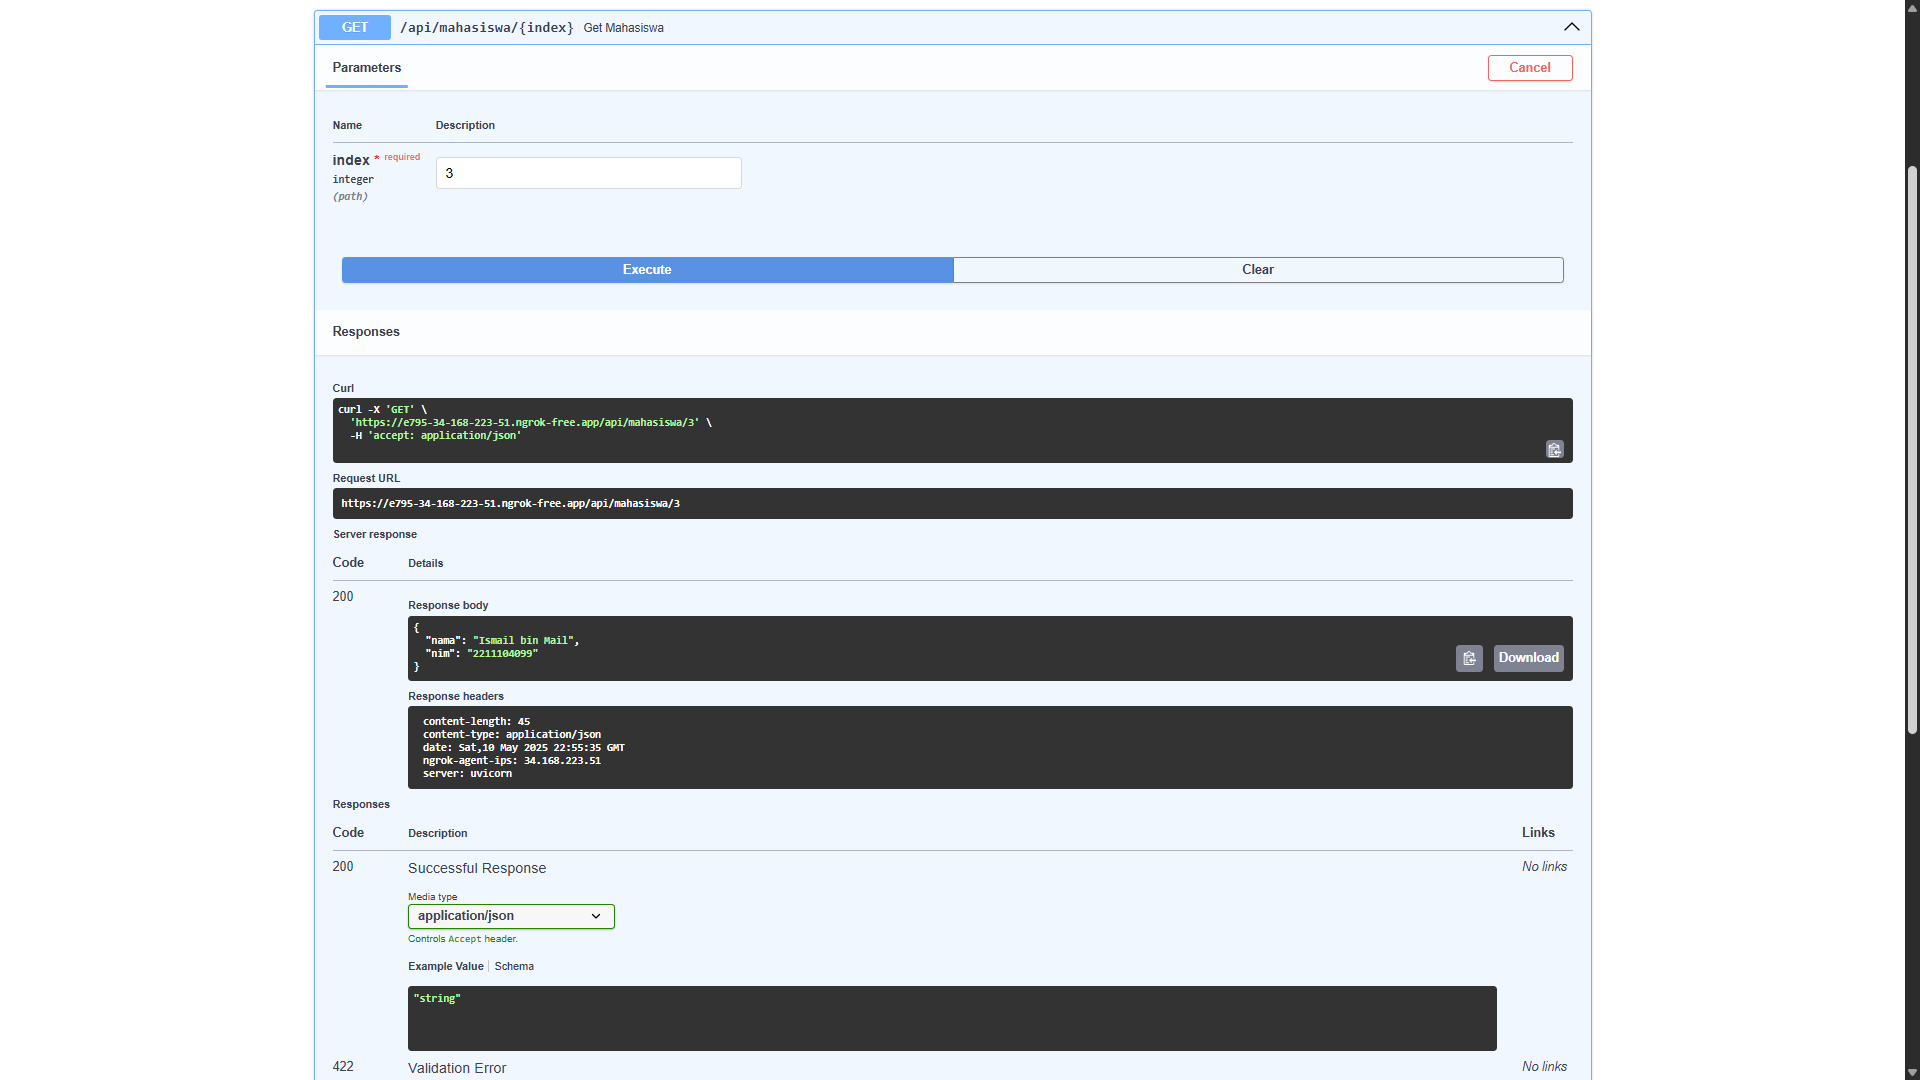 GET /api/mahasiswa/{index} Get Mahasiswa
Parameters
Cancel
Name Description
index * required
integer
(path)
3
Execute Clear
Responses
Curl
curl -X 'GET' \
'https://e795-34-168-223-51.ngrok-free.app/api/mahasiswa/3' \
-H 'accept: application/json'
Request URL
https://e795-34-168-223-51.ngrok-free.app/api/mahasiswa/3
Server response
Code Details
200
Response body
{
"nama": "Ismail bin Mail",
"nim": "2211104099"
}
Download
Response headers
content-length: 45
content-type: application/json
date: Sat,10 May 2025 22:55:35 GMT
ngrok-agent-ips: 34.168.223.51
server: uvicorn
Responses
Code Description Links
200 Successful Response No links
Media type
application/json
Controls Accept header.
Example Value Schema
"string"
422 Validation Error No links